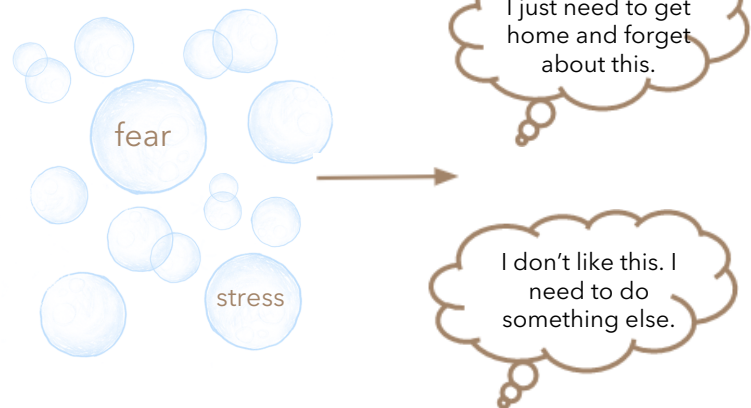 fear
stress
I just need to get
home and forget
about this.
I don't like this. I
need to do
something else.